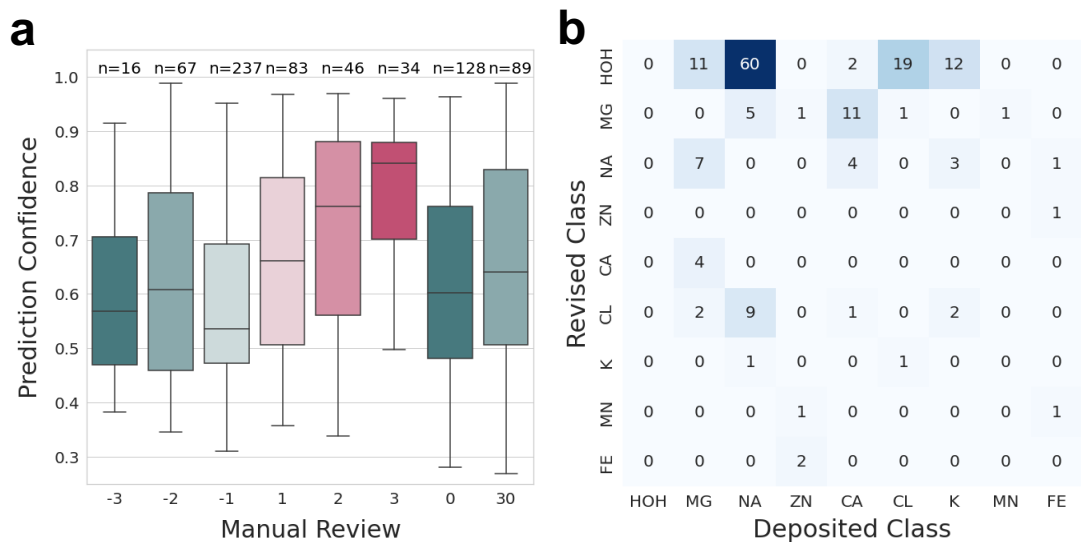 a
n=16 n=67 n=237 n=83 n=46 n=34 n=128 n=89
1.0
0.9
0.8
0.7
0.6
0.5
0.4
0.3
Prediction Confidence
-3 -2 -1 1 2 3 0 30
Manual Review
b
Revised Class
HOH 0 11 60 0 2 19 12 0 0
MG 0 0 5 1 11 1 0 1 0
NA 0 7 0 0 4 0 3 0 1
ZN 0 0 0 0 0 0 0 0 1
CA 0 4 0 0 0 0 0 0 0
CL 0 2 9 0 1 0 2 0 0
K 0 0 1 0 0 1 0 0 0
MN 0 0 0 1 0 0 0 0 1
FE 0 0 0 2 0 0 0 0 0
HOH MG NA ZN CA CL K MN FE
Deposited Class